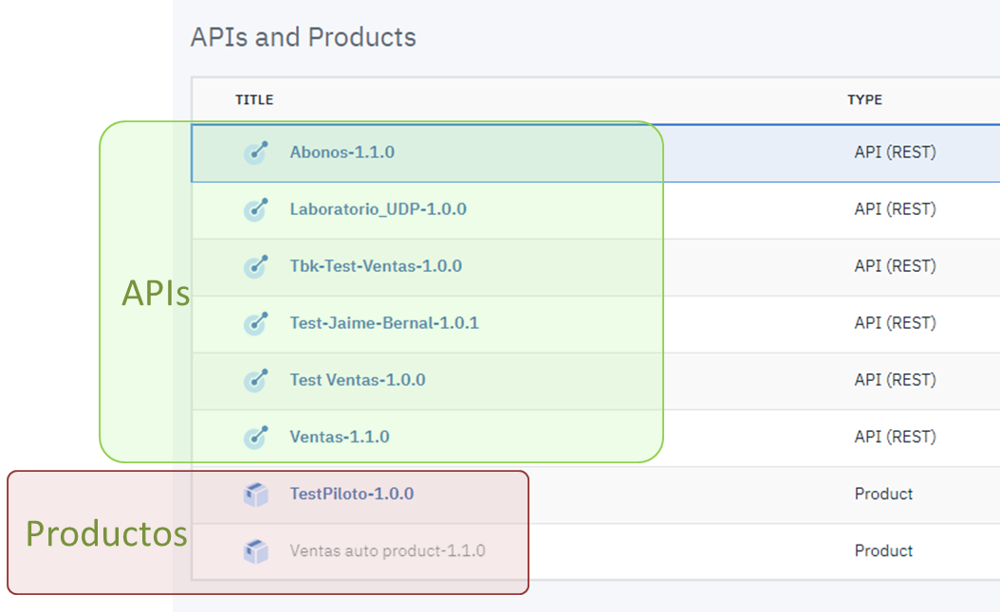 APIs and Products
TITLE TYPE
Abonos-1.1.0 API (REST)
Laboratorio_UDP-1.0.0 API (REST)
Tbk-Test-Ventas-1.0.0 API (REST)
APIs
Test-Jaime-Bernal-1.0.1 API (REST)
Test Ventas-1.0.0 API (REST)
Ventas-1.1.0 API (REST)
TestPiloto-1.0.0 Product
Productos
Ventas auto product-1.1.0 Product